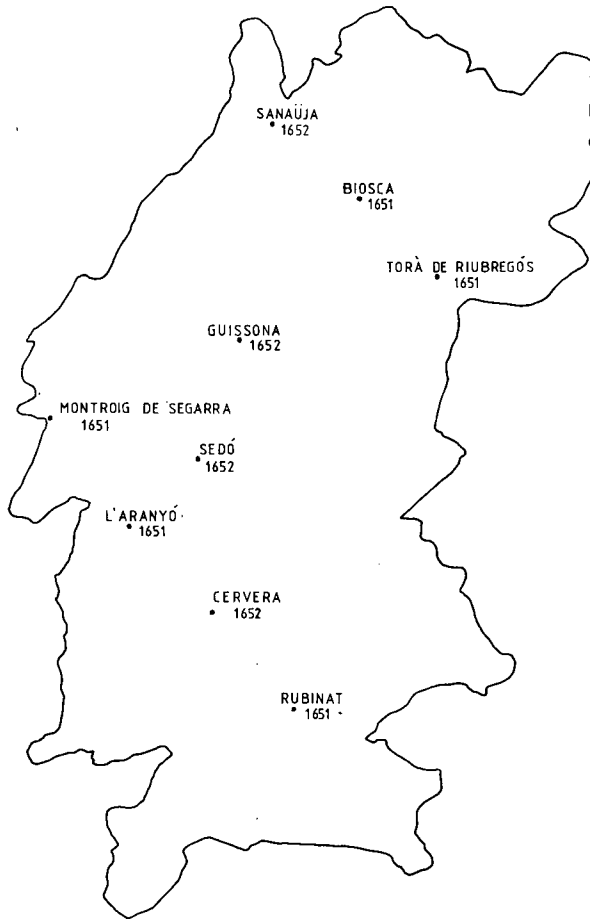 SANAÜJA
1652
BIOSCA
1651
TORÀ DE RIUBREGÓS
1651
GUISSONA
1652
MONTROIG DE SEGARRA
1651
SEDÓ
1652
L'ARANYÓ
1651
CERVERA
1652
RUBINAT
1651